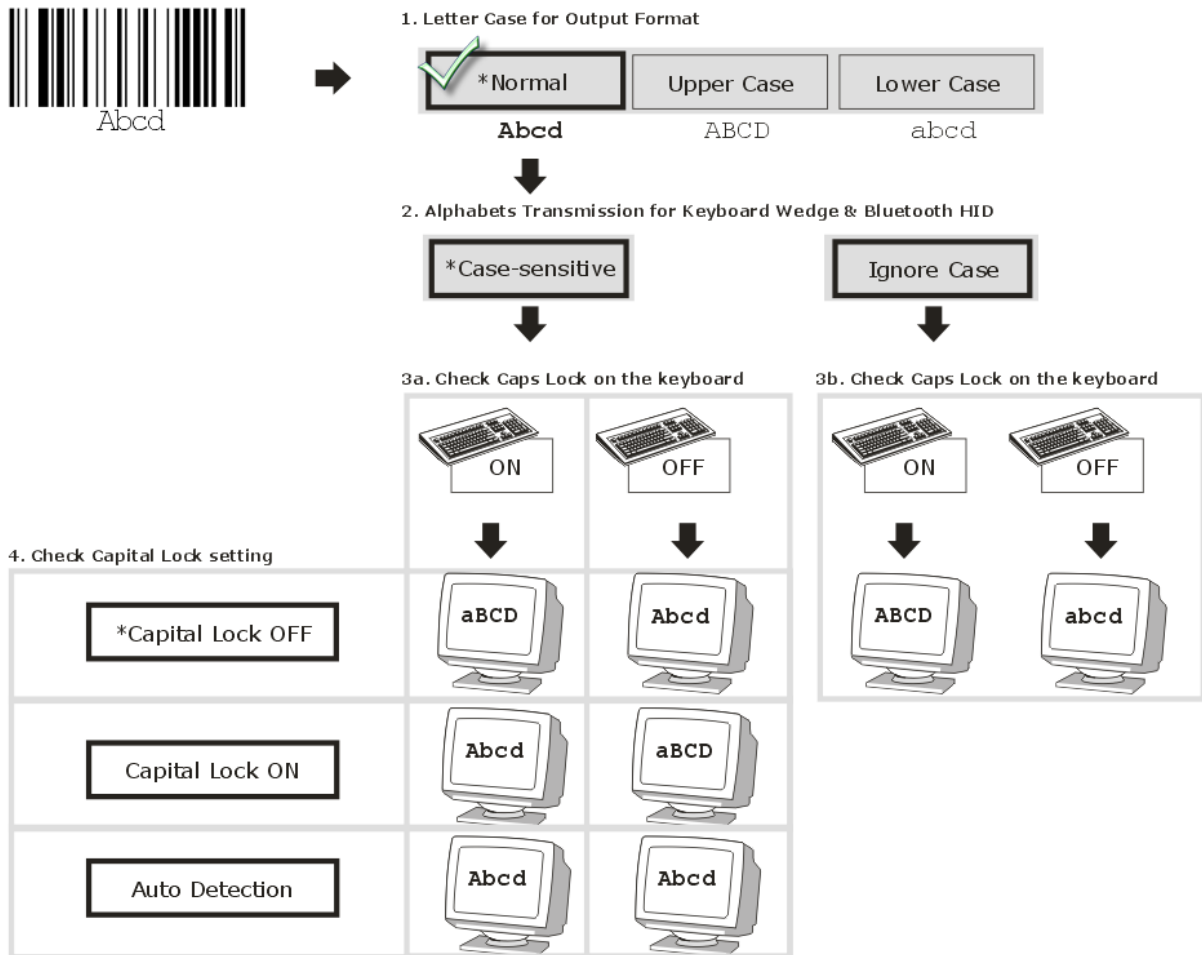 Abcd
1. Letter Case for Output Format
*Normal
Upper Case
Lower Case
Abcd
ABCD
abcd
2. Alphabets Transmission for Keyboard Wedge & Bluetooth HID
*Case-sensitive
Ignore Case
3a. Check Caps Lock on the keyboard
ON
OFF
3b. Check Caps Lock on the keyboard
ON
OFF
4. Check Capital Lock setting
*Capital Lock OFF
aBCD
Abcd
ABCD
abcd
Capital Lock ON
Abcd
aBCD
Auto Detection
Abcd
Abcd